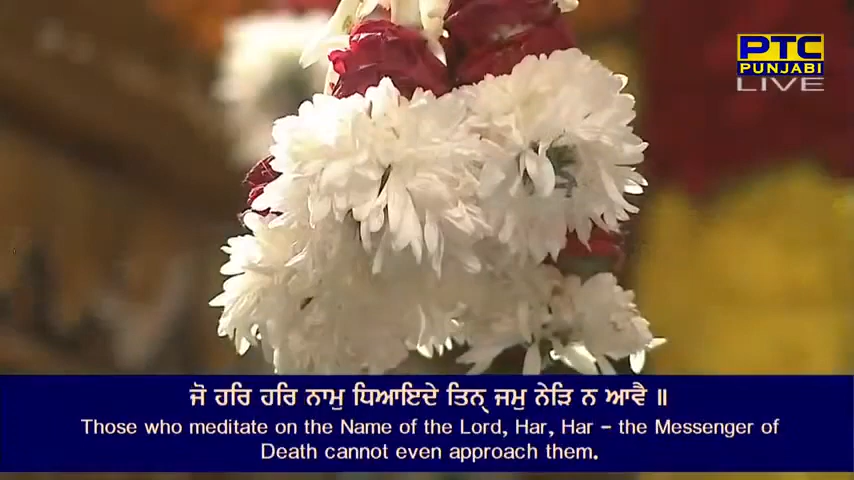 PTC
PUNJABI
LIVE
ਜੋ ਹਰਿ ਹਰਿ ਨਾਮੁ ਧਿਆਇਦੇ ਤਿਨੑ ਜਮੁ ਨੇੜਿ ਨ ਆਵੈ ॥
Those who meditate on the Name of the Lord, Har, Har – the Messenger of
Death cannot even approach them.